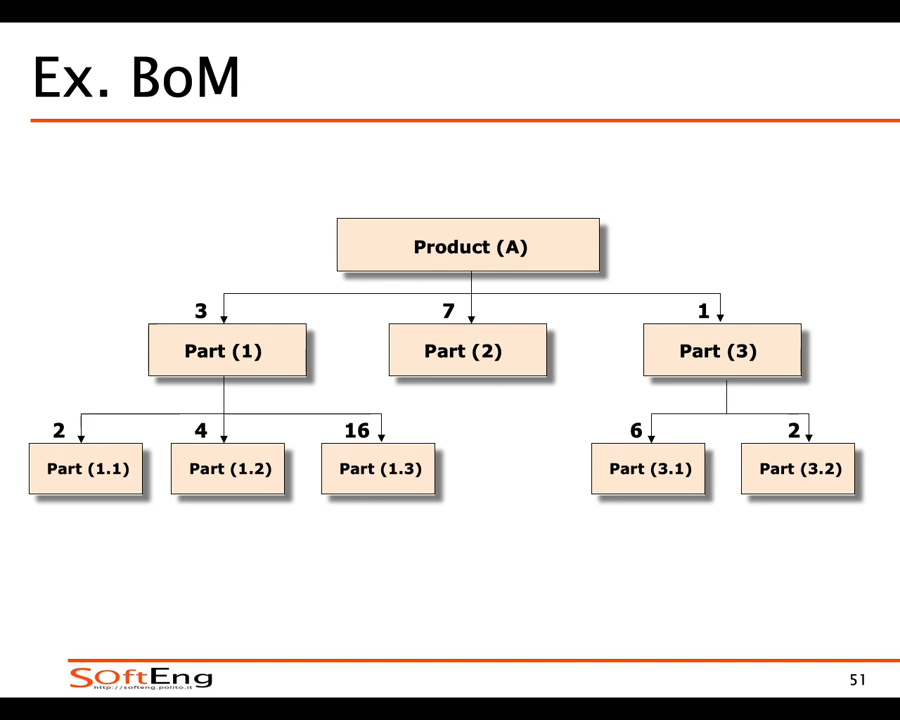 Ex. BoM
Product (A)
3
7
1
Part (1)
Part (2)
Part (3)
2
4
16
6
2
Part (1.1)
Part (1.2)
Part (1.3)
Part (3.1)
Part (3.2)
SOftEng
http://softeng.polito.it
51